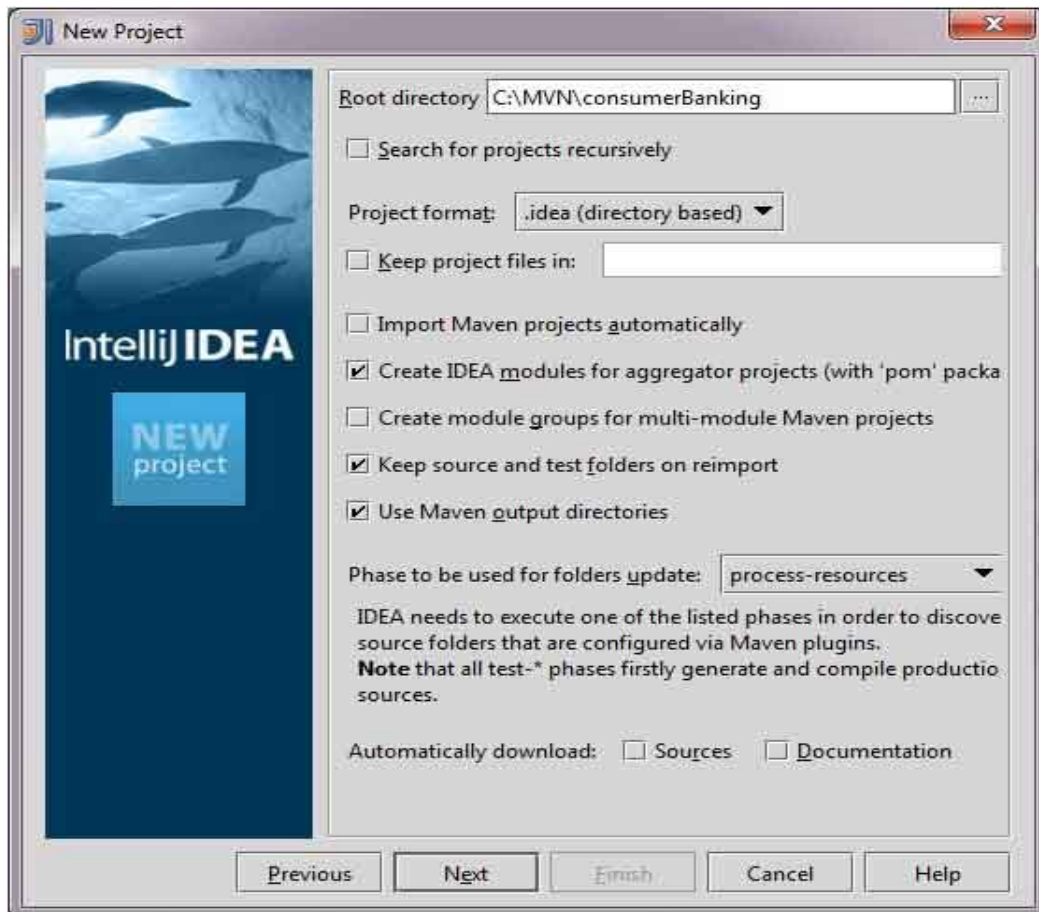 New Project
Root directory C:\MVN\consumerBanking ...
Search for projects recursively
Project format: .idea (directory based)
Keep project files in:
Import Maven projects automatically
IntelliJ IDEA
Create IDEA modules for aggregator projects (with 'pom' packa
NEW
project
Create module groups for multi-module Maven projects
Keep source and test folders on reimport
Use Maven output directories
Phase to be used for folders update: process-resources
IDEA needs to execute one of the listed phases in order to discove
source folders that are configured via Maven plugins.
Note that all test-* phases firstly generate and compile productio
sources.
Automatically download: Sources Documentation
Previous Next Finish Cancel Help